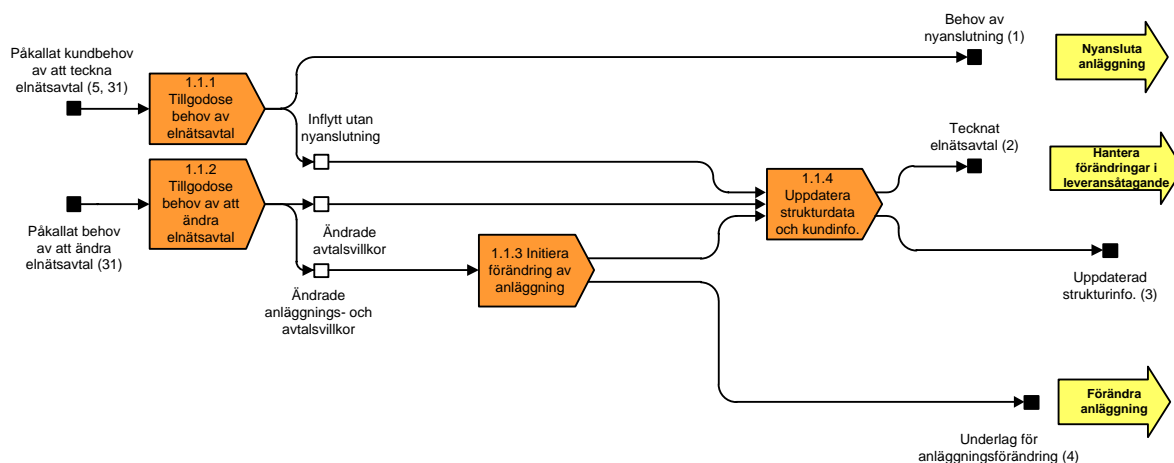 Behov av
nyanslutning (1)
Nyansluta
anläggning
Påkallat kundbehov
av att teckna
elnätsavtal (5, 31)
1.1.1
Tillgodose
behov av
elnätsavtal
Inflytt utan
nyanslutning
Tecknat
elnätsavtal (2)
Hantera
förändringar i
leveransåtagande
1.1.2
Tillgodose
behov av att
ändra
elnätsavtal
1.1.4
Uppdatera
strukturdata
och kundinfo.
Påkallat behov
av att ändra
elnätsavtal (31)
Ändrade
avtalsvillkor
1.1.3 Initiera
förändring av
anläggning
Uppdaterad
strukturinfo. (3)
Ändrade
anläggnings- och
avtalsvillkor
Förändra
anläggning
Underlag för
anläggningsförändring (4)